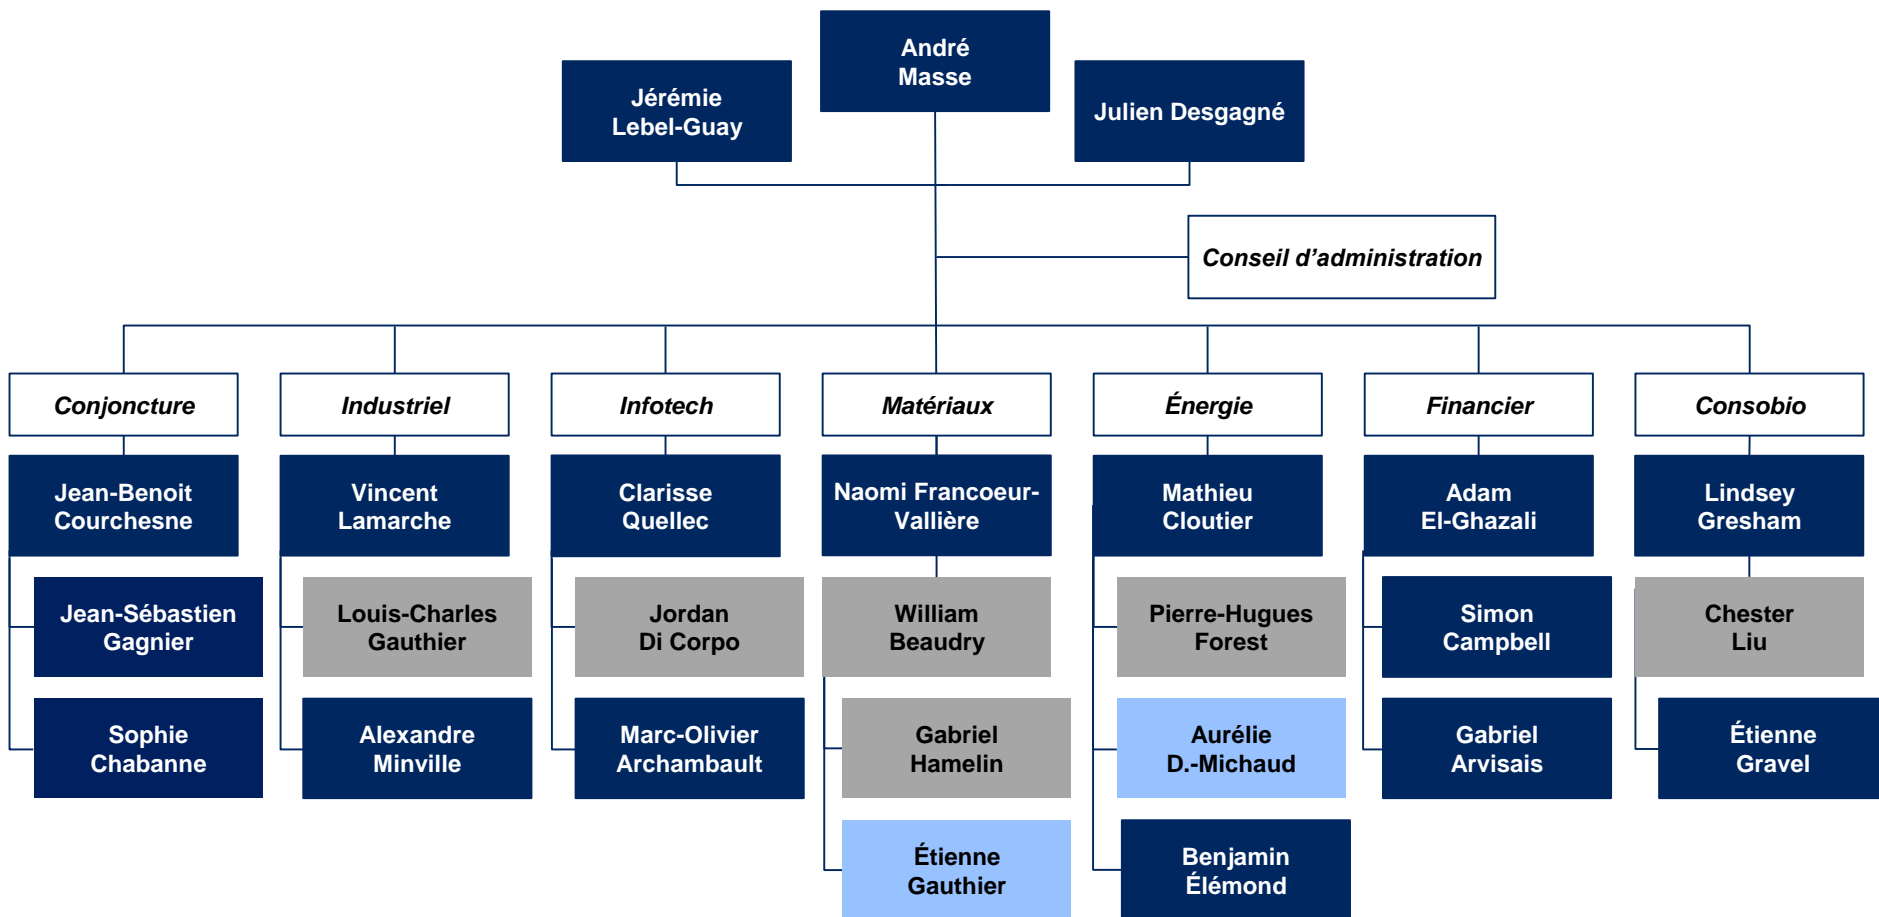 André
Masse
Jérémie
Lebel-Guay
Julien Desgagné
Conseil d’administration
Conjoncture
Industriel
Infotech
Matériaux
Énergie
Financier
Consobio
Jean-Benoit
Courchesne
Vincent
Lamarche
Clarisse
Quellec
Naomi Francoeur-
Vallière
Mathieu
Cloutier
Adam
El-Ghazali
Lindsey
Gresham
Jean-Sébastien
Gagnier
Louis-Charles
Gauthier
Jordan
Di Corpo
William
Beaudry
Pierre-Hugues
Forest
Simon
Campbell
Chester
Liu
Sophie
Chabanne
Alexandre
Minville
Marc-Olivier
Archambault
Gabriel
Hamelin
Aurélie
D.-Michaud
Gabriel
Arvisais
Étienne
Gravel
Étienne
Gauthier
Benjamin
Élémond